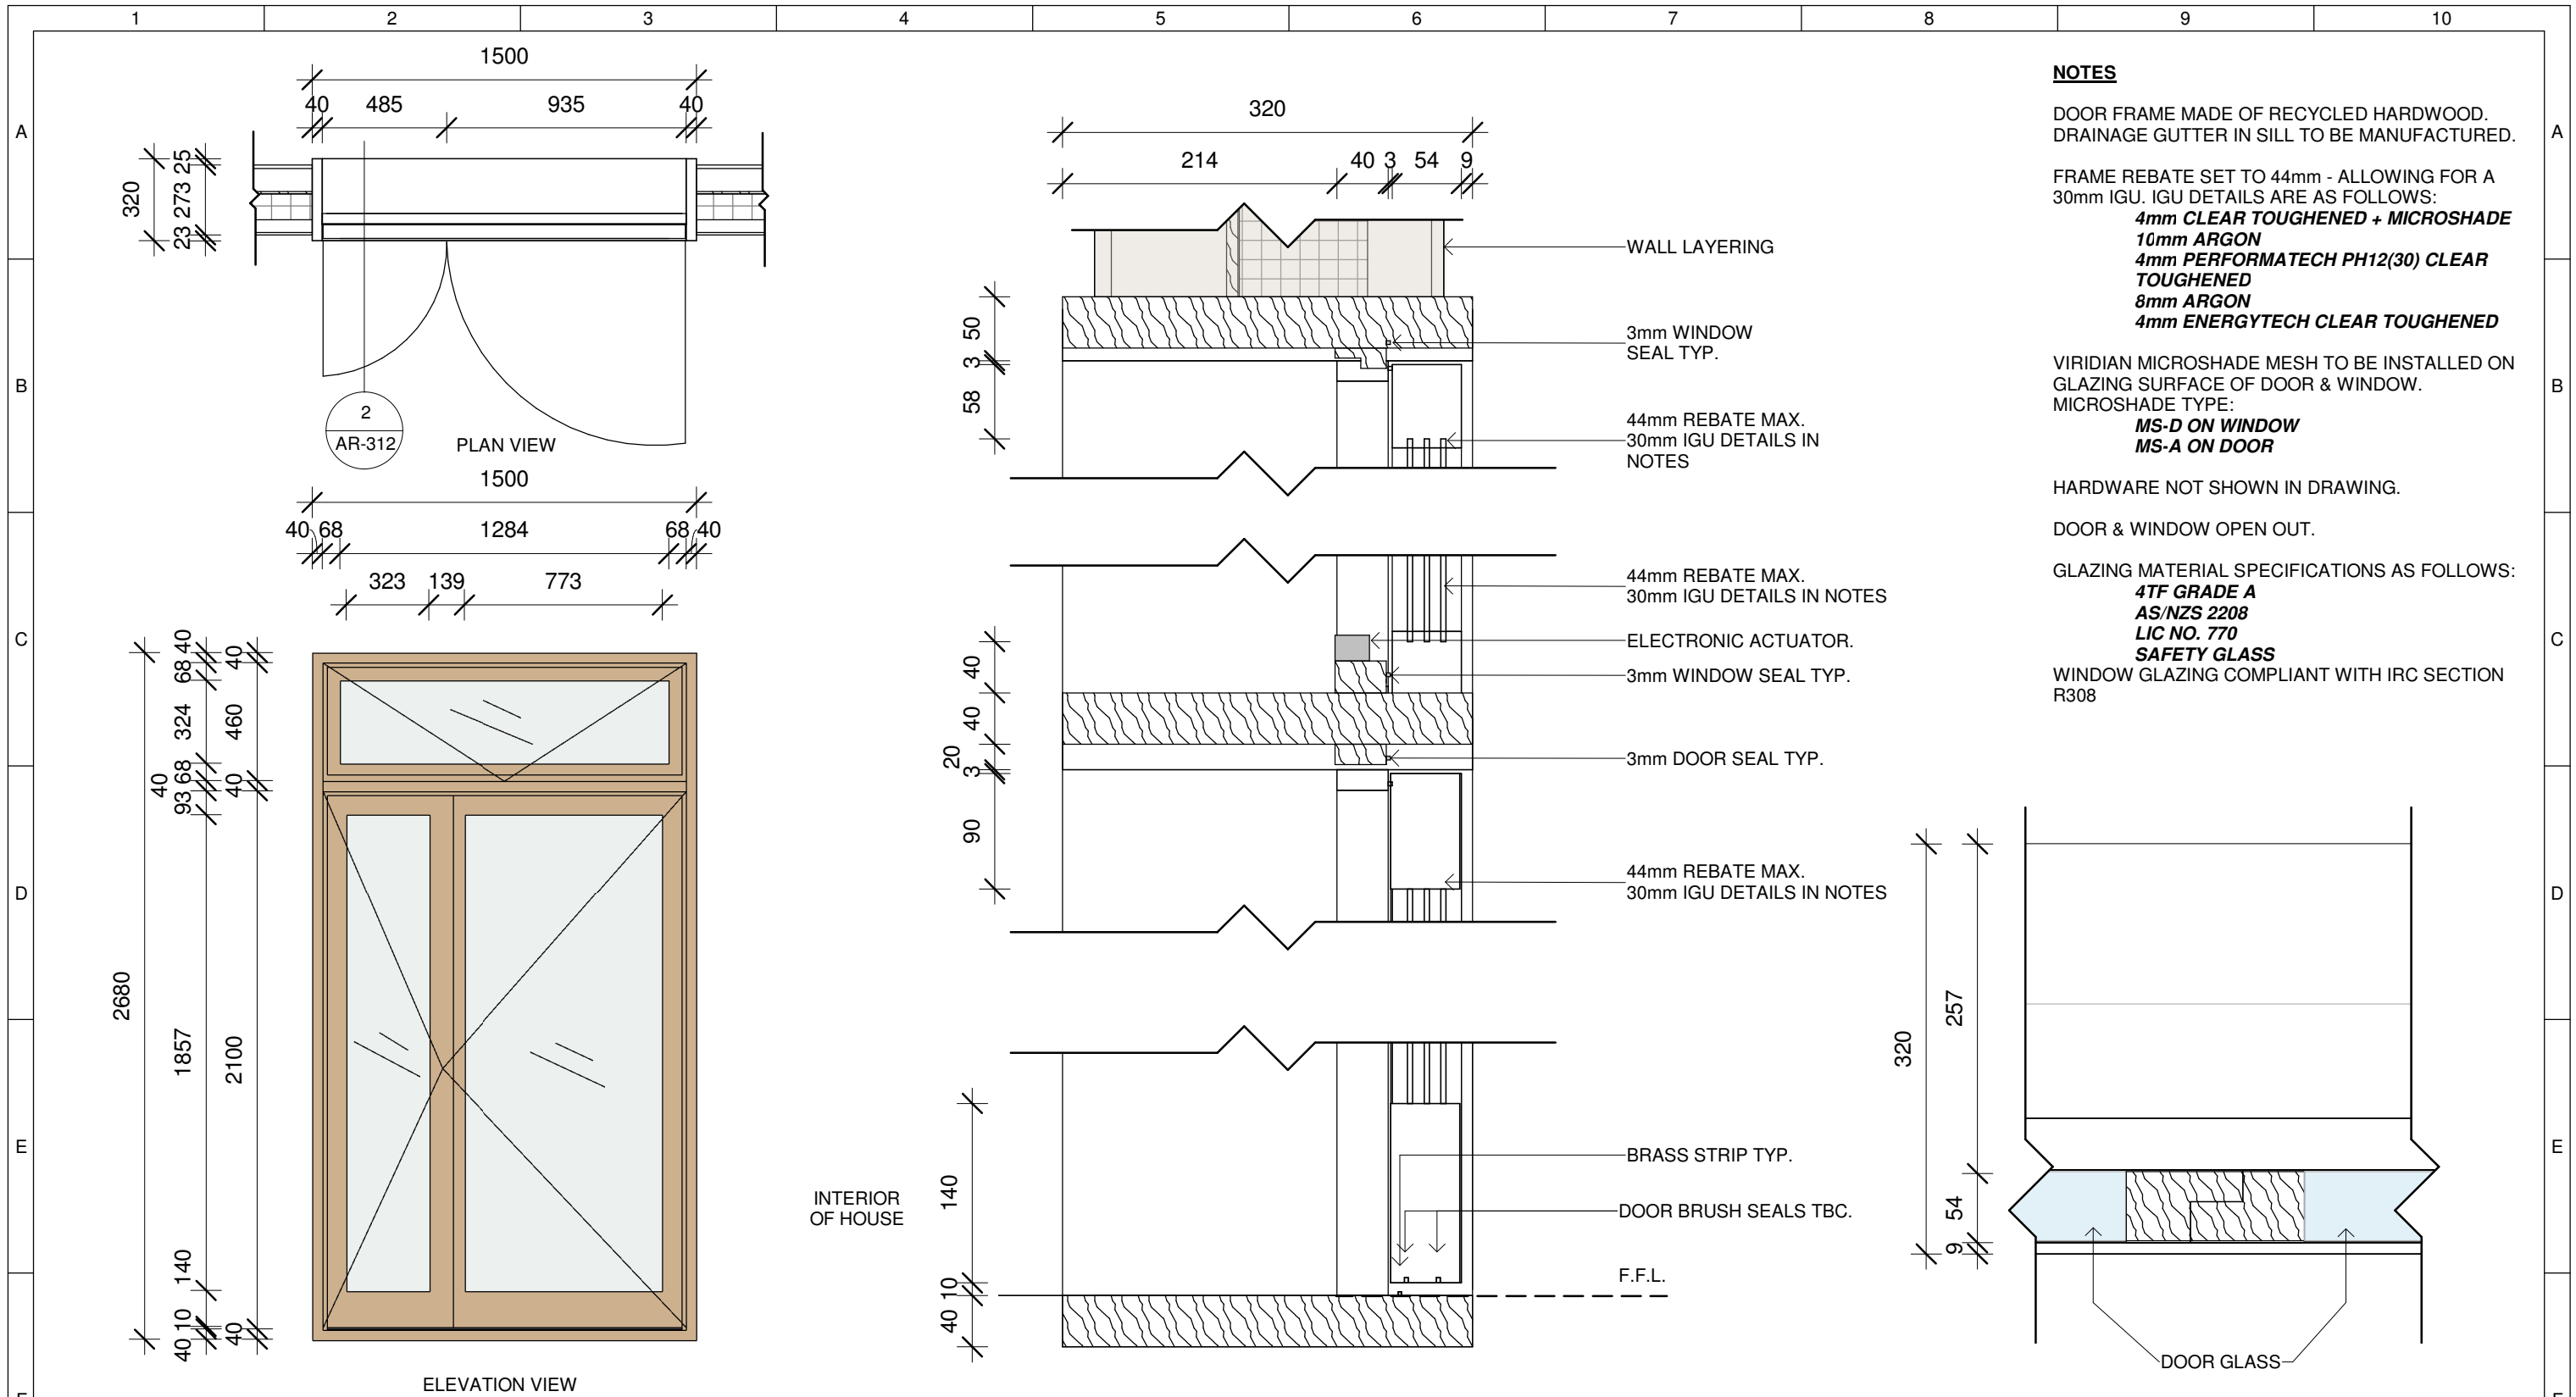 1 2 3 4 5 6 7 8 9 10
A
B
C
D
E
F
A
B
C
D
E
F
1500
40 485 935 40
320
25
273
23
2
AR-312
PLAN VIEW
1500
40 68 1284 68 40
323 139 773
2680
40
68
324
68
40
93
1857
140
10
40
40
460
40
2100
40
ELEVATION VIEW
320
214 40 3 54 9
50
3
58
40
40
20
3
90
140
10
40
WALL LAYERING
3mm WINDOW
SEAL TYP.
44mm REBATE MAX.
30mm IGU DETAILS IN
NOTES
44mm REBATE MAX.
30mm IGU DETAILS IN NOTES
ELECTRONIC ACTUATOR.
3mm WINDOW SEAL TYP.
3mm DOOR SEAL TYP.
44mm REBATE MAX.
30mm IGU DETAILS IN NOTES
BRASS STRIP TYP.
DOOR BRUSH SEALS TBC.
F.F.L.
INTERIOR
OF HOUSE
NOTES
DOOR FRAME MADE OF RECYCLED HARDWOOD.
DRAINAGE GUTTER IN SILL TO BE MANUFACTURED.
FRAME REBATE SET TO 44mm - ALLOWING FOR A
30mm IGU. IGU DETAILS ARE AS FOLLOWS:
4mm CLEAR TOUGHENED + MICROSHADE
10mm ARGON
4mm PERFORMATECH PH12(30) CLEAR
TOUGHENED
8mm ARGON
4mm ENERGYTECH CLEAR TOUGHENED
VIRIDIAN MICROSHADE MESH TO BE INSTALLED ON
GLAZING SURFACE OF DOOR & WINDOW.
MICROSHADE TYPE:
MS-D ON WINDOW
MS-A ON DOOR
HARDWARE NOT SHOWN IN DRAWING.
DOOR & WINDOW OPEN OUT.
GLAZING MATERIAL SPECIFICATIONS AS FOLLOWS:
4TF GRADE A
AS/NZS 2208
LIC NO. 770
SAFETY GLASS
WINDOW GLAZING COMPLIANT WITH IRC SECTION
R308
320
257
54
9
DOOR GLASS